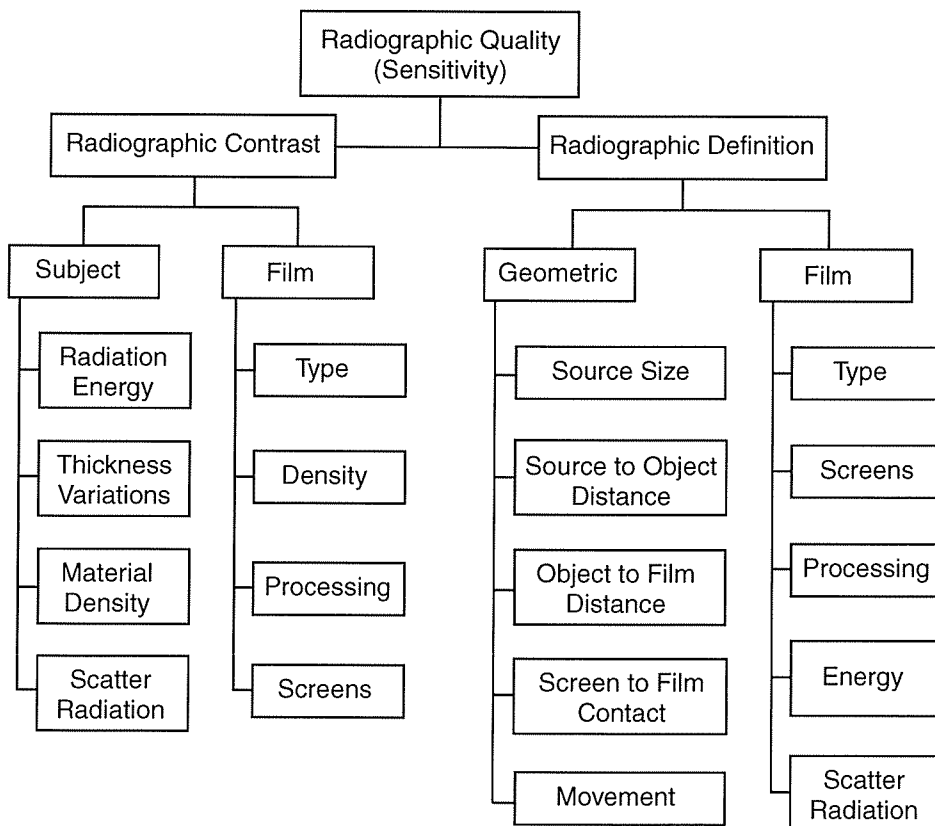 Radiographic Quality
(Sensitivity)
Radiographic Contrast
Radiographic Definition
Subject
Film
Geometric
Film
Radiation
Energy
Thickness
Variations
Material
Density
Scatter
Radiation
Type
Density
Processing
Screens
Source Size
Source to Object
Distance
Object to Film
Distance
Screen to Film
Contact
Movement
Type
Screens
Processing
Energy
Scatter
Radiation